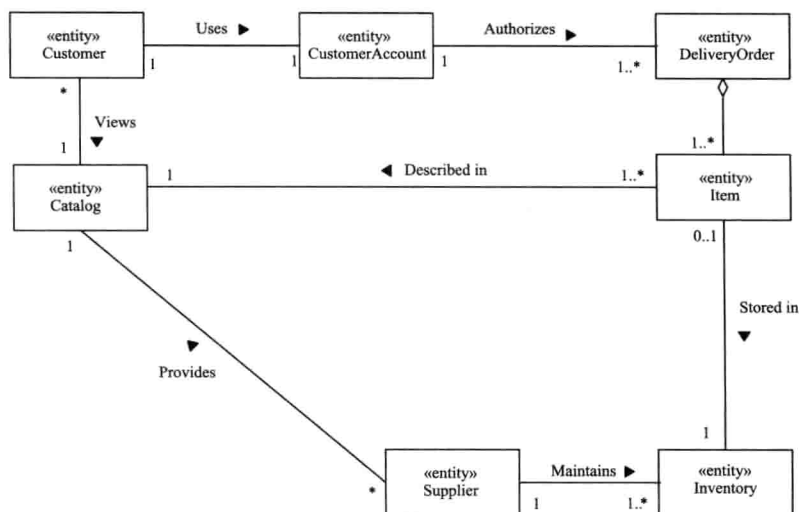 «entity»
Customer
Uses
1
1
«entity»
CustomerAccount
Authorizes
1
1..*
«entity»
DeliveryOrder
*
Views
1
1..*
«entity»
Catalog
1
Described in
1..*
«entity»
Item
1
0..1
Stored in
Provides
1
*
«entity»
Supplier
Maintains
1
1..*
«entity»
Inventory